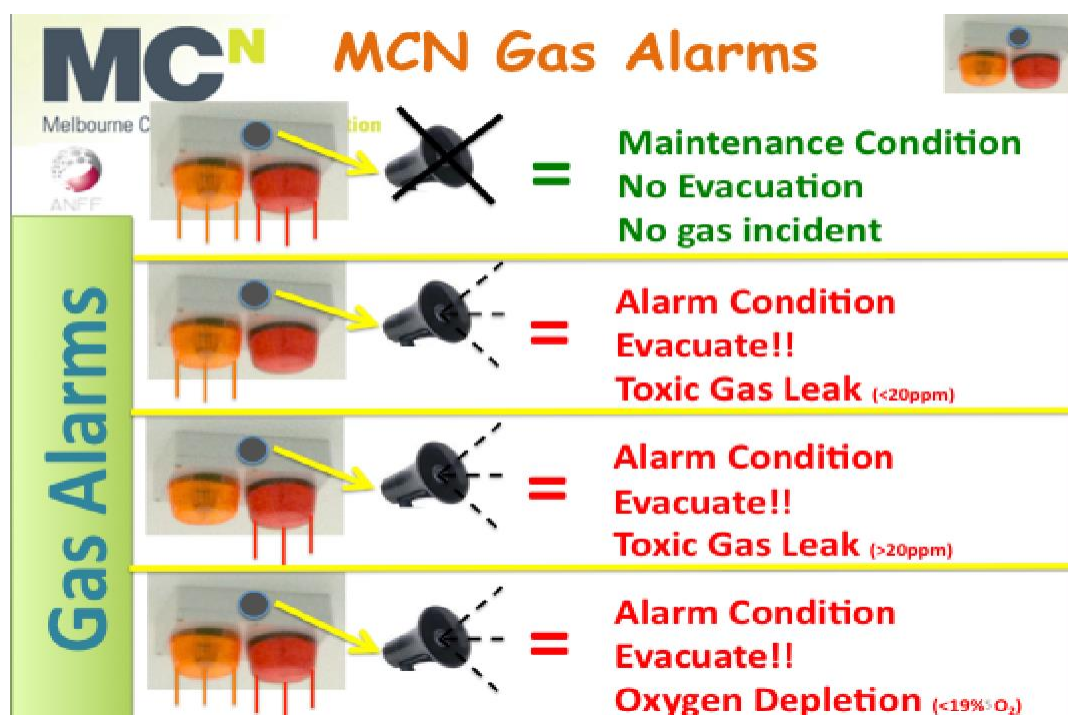 MCN
MCN Gas Alarms
Melbourne C tion
ANFF
Gas Alarms
= Maintenance Condition
No Evacuation
No gas incident
= Alarm Condition
Evacuate!!
Toxic Gas Leak (<20ppm)
= Alarm Condition
Evacuate!!
Toxic Gas Leak (>20ppm)
= Alarm Condition
Evacuate!!
Oxygen Depletion (<19% O₂)